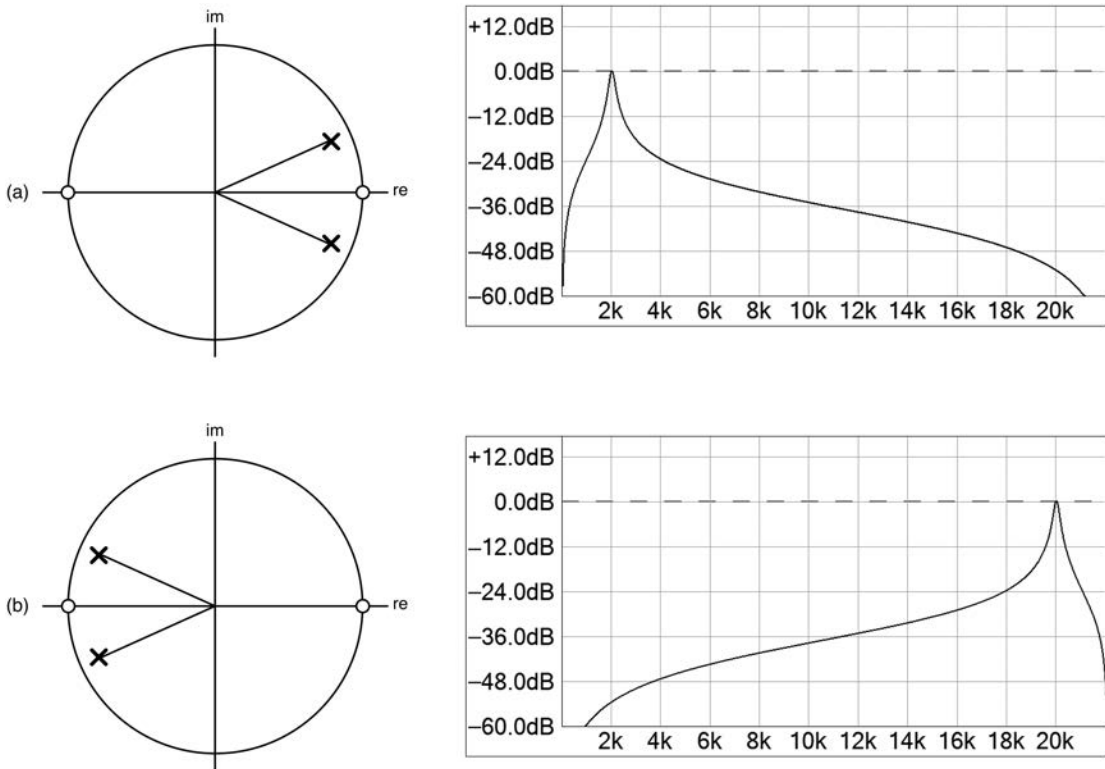 im
(a)
re
+12.0dB
0.0dB
–12.0dB
–24.0dB
–36.0dB
–48.0dB
–60.0dB
2k 4k 6k 8k 10k 12k 14k 16k 18k 20k
im
(b)
re
+12.0dB
0.0dB
–12.0dB
–24.0dB
–36.0dB
–48.0dB
–60.0dB
2k 4k 6k 8k 10k 12k 14k 16k 18k 20k